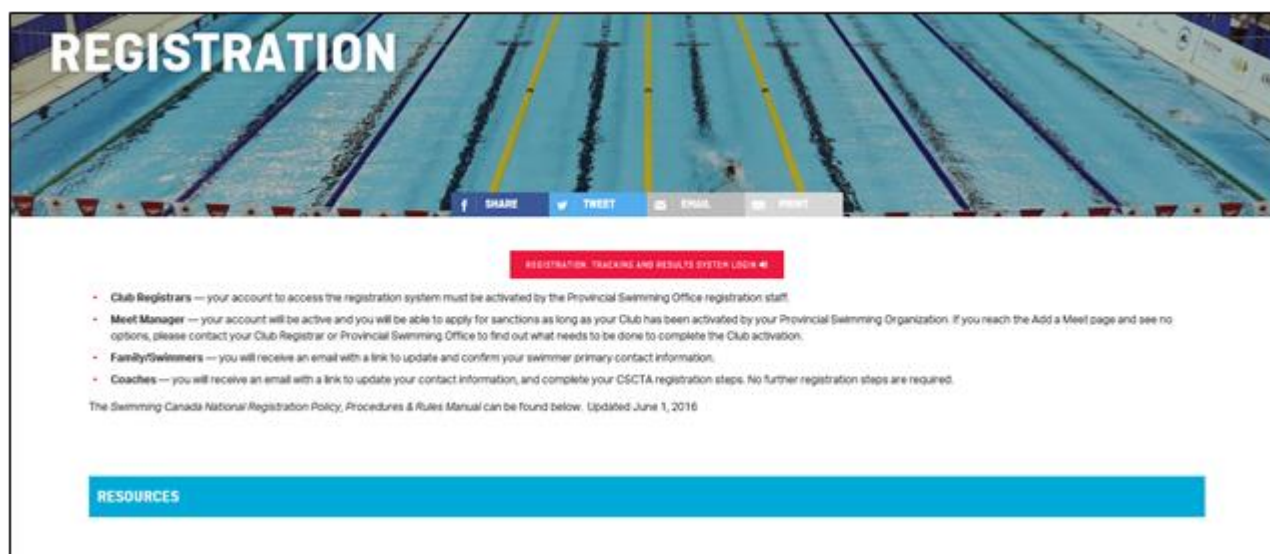 REGISTRATION
SHARE TWEET EMAIL PRINT
REGISTRATION, TRACKING AND RESULTS SYSTEM LOGIN
Club Registrars — your account to access the registration system must be activated by the Provincial Swimming Office registration staff.
Meet Manager — your account will be active and you will be able to apply for sanctions as long as your Club has been activated by your Provincial Swimming Organization. If you reach the Add a Meet page and see no
options, please contact your Club Registrar or Provincial Swimming Office to find out what needs to be done to complete the Club activation.
Family/Swimmers — you will receive an email with a link to update and confirm your swimmer primary contact information.
Coaches — you will receive an email with a link to update your contact information, and complete your CSCTA registration steps. No further registration steps are required.
The Swimming Canada National Registration Policy, Procedures & Rules Manual can be found below. Updated June 1, 2016
RESOURCES